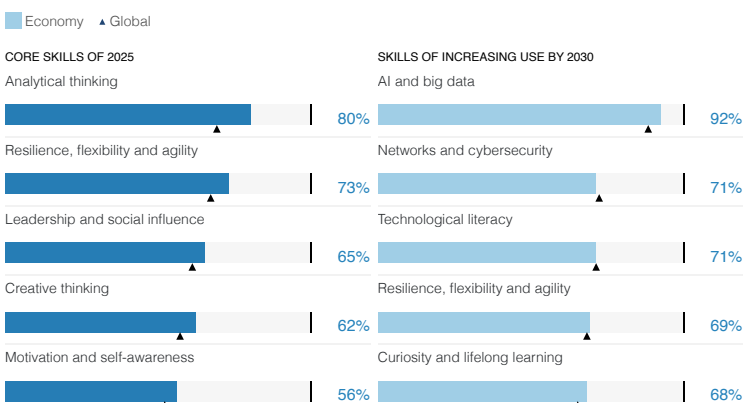 Economy ▲ Global
CORE SKILLS OF 2025
Analytical thinking
80%
Resilience, flexibility and agility
73%
Leadership and social influence
65%
Creative thinking
62%
Motivation and self-awareness
56%
SKILLS OF INCREASING USE BY 2030
AI and big data
92%
Networks and cybersecurity
71%
Technological literacy
71%
Resilience, flexibility and agility
69%
Curiosity and lifelong learning
68%